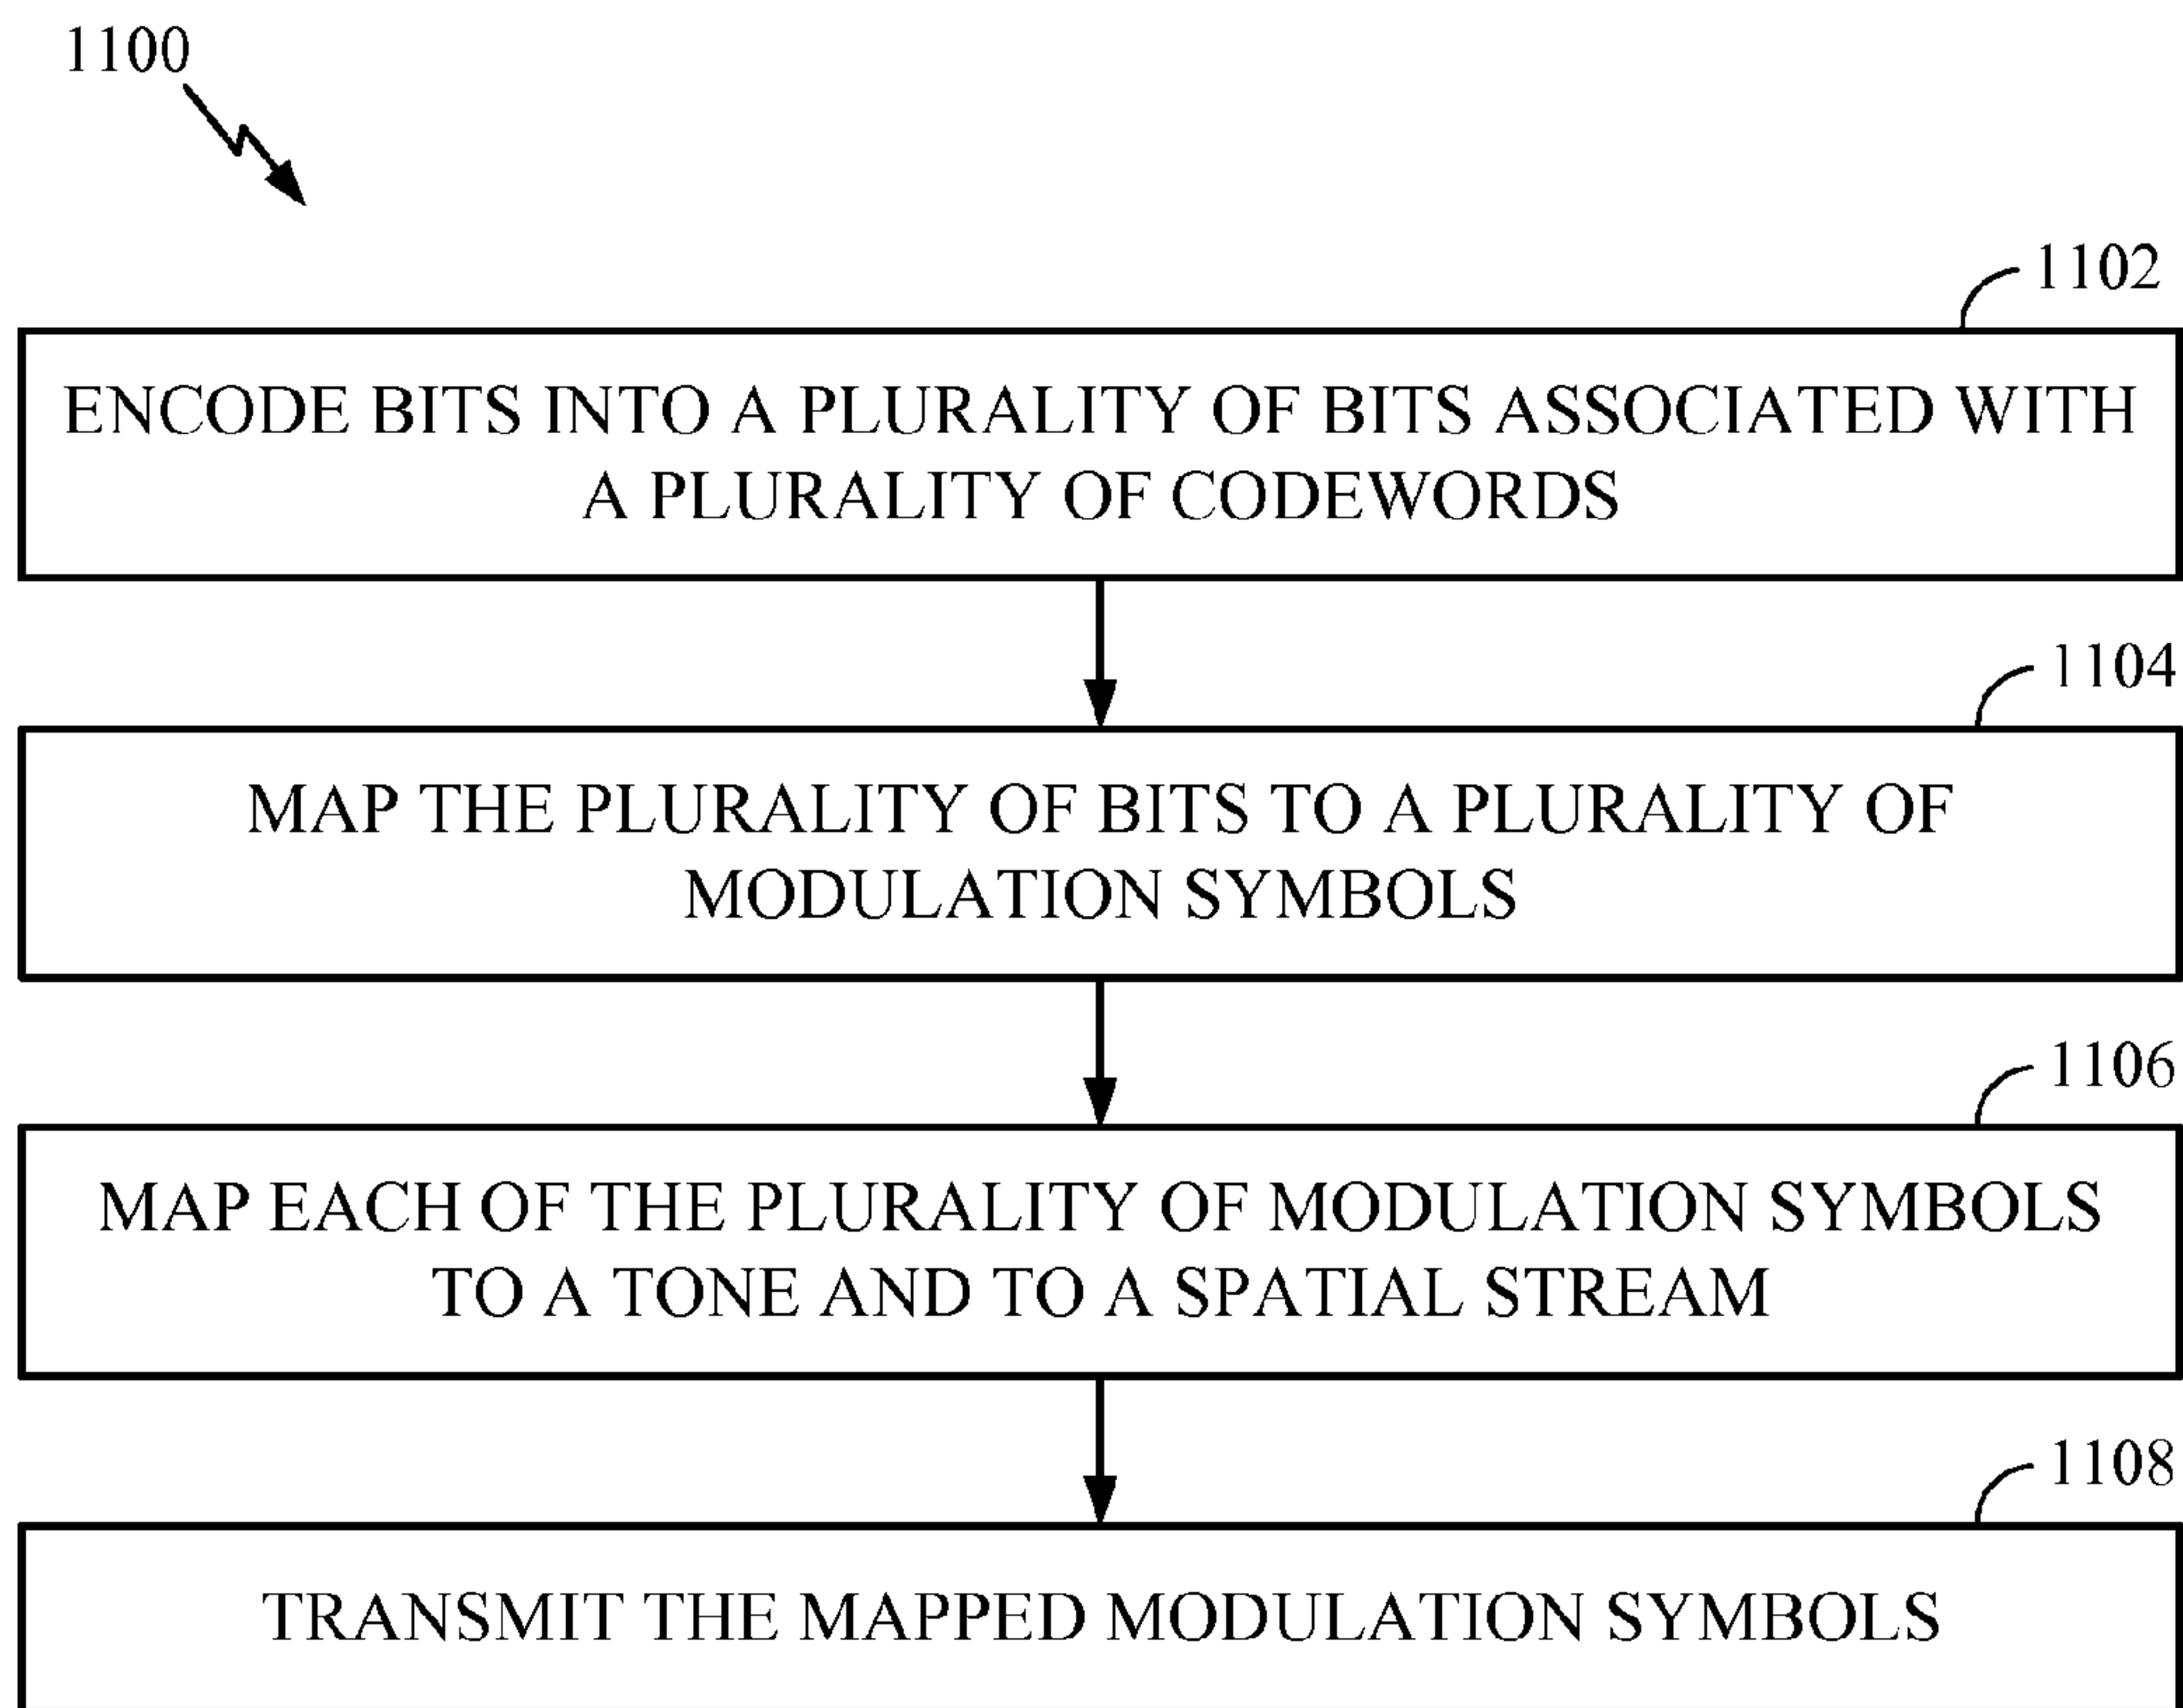 1100
1102
ENCODE BITS INTO A PLURALITY OF BITS ASSOCIATED WITH
A PLURALITY OF CODEWORDS
1104
MAP THE PLURALITY OF BITS TO A PLURALITY OF
MODULATION SYMBOLS
1106
MAP EACH OF THE PLURALITY OF MODULATION SYMBOLS
TO A TONE AND TO A SPATIAL STREAM
1108
TRANSMIT THE MAPPED MODULATION SYMBOLS